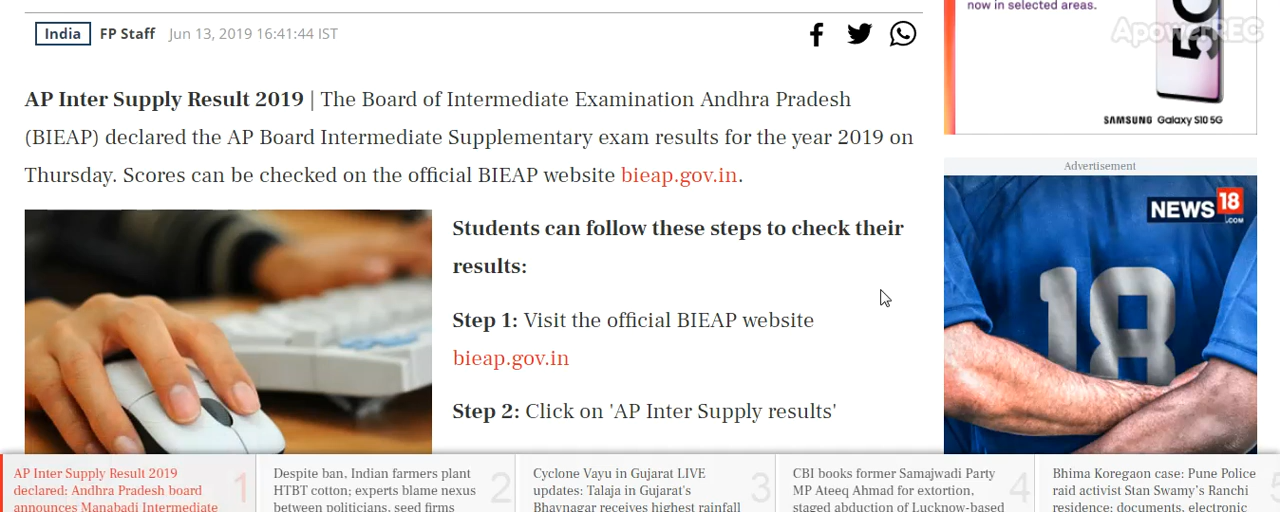 now in selected areas.
ApowerREC
India FP Staff Jun 13, 2019 16:41:44 IST
5G
SAMSUNG Galaxy S10 5G
AP Inter Supply Result 2019 | The Board of Intermediate Examination Andhra Pradesh
(BIEAP) declared the AP Board Intermediate Supplementary exam results for the year 2019 on
Thursday. Scores can be checked on the official BIEAP website bieap.gov.in.
Advertisement
NEWS 18
.COM
18
Students can follow these steps to check their
results:
Step 1: Visit the official BIEAP website
bieap.gov.in
Step 2: Click on 'AP Inter Supply results'
AP Inter Supply Result 2019
declared: Andhra Pradesh board
announces Manabadi Intermediate
1
Despite ban, Indian farmers plant
HTBT cotton; experts blame nexus
between politicians, seed firms
2
Cyclone Vayu in Gujarat LIVE
updates: Talaja in Gujarat's
Bhavnagar receives highest rainfall
3
CBI books former Samajwadi Party
MP Ateeq Ahmad for extortion,
staged abduction of Lucknow-based
4
Bhima Koregaon case: Pune Police
raid activist Stan Swamy's Ranchi
residence; documents, electronic
5